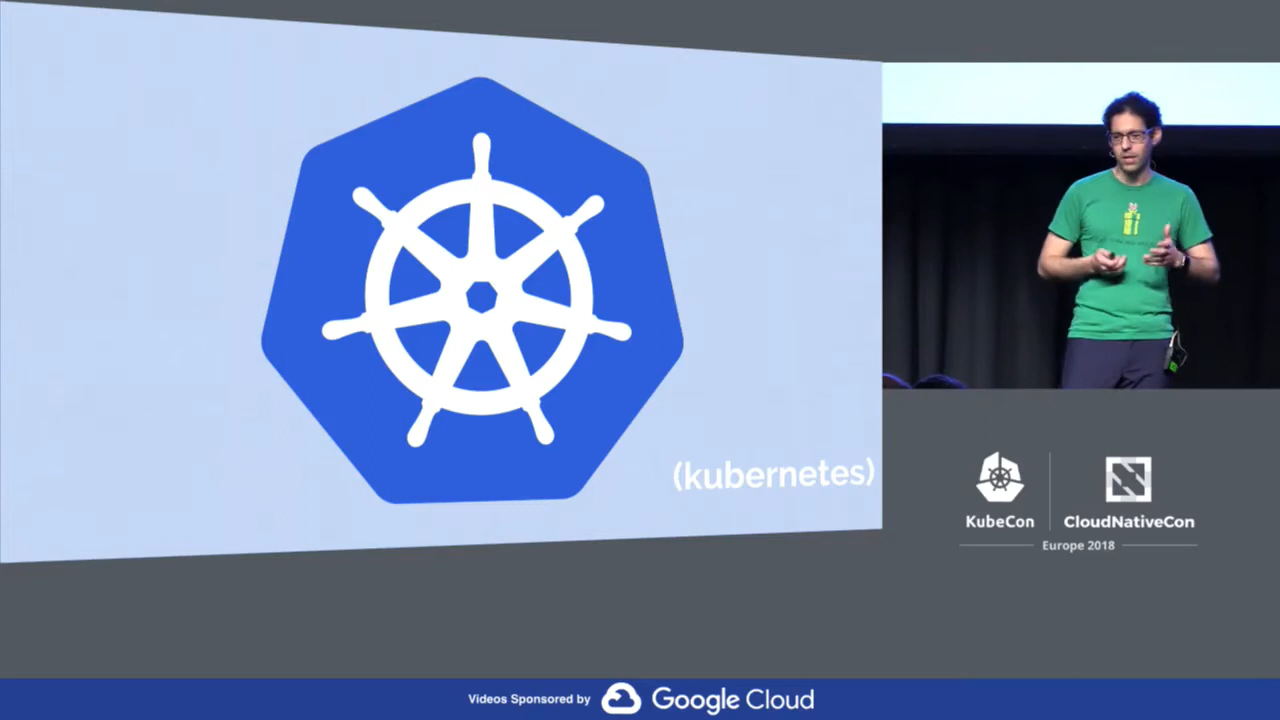 (kubernetes)
KubeCon
CloudNativeCon
Europe 2018
Videos Sponsored by Google Cloud